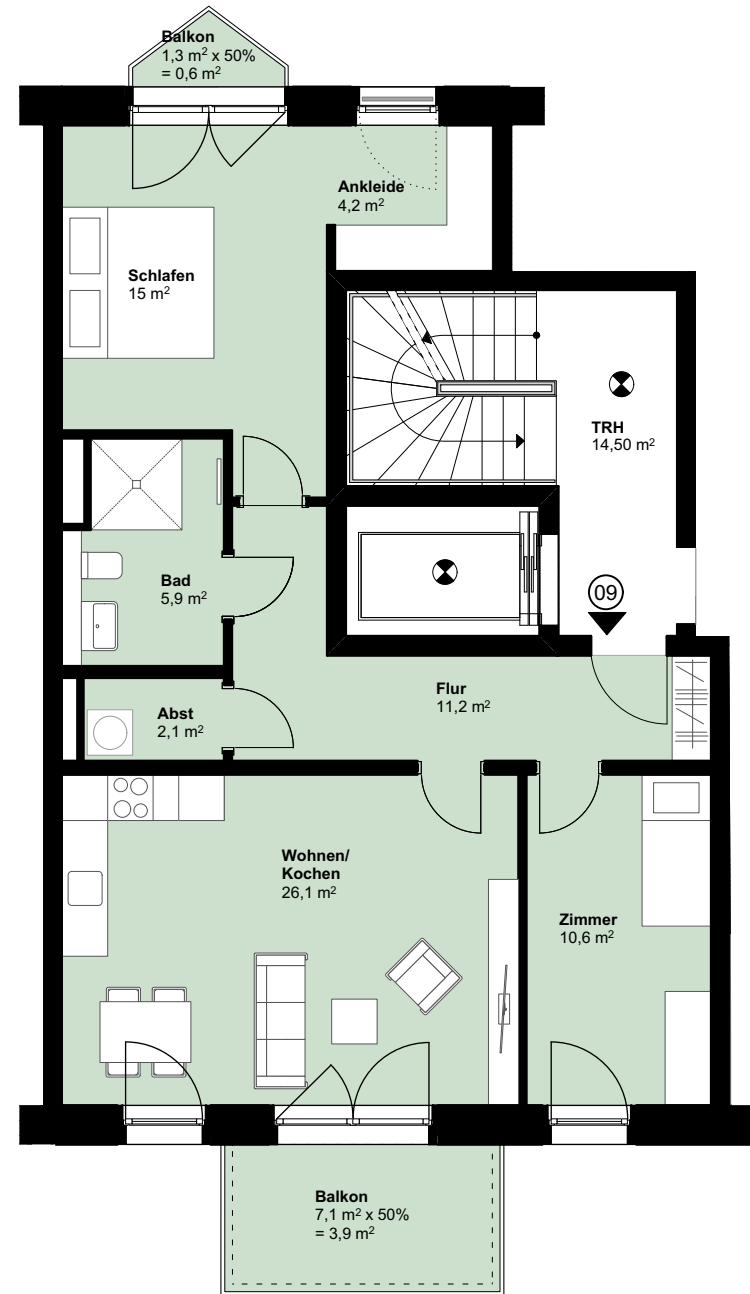 Balkon
1,3 m² x 50%
= 0,6 m²
Ankleide
4,2 m²
Schlafen
15 m²
TRH
14,50 m²
Bad
5,9 m²
09
Flur
11,2 m²
Abst
2,1 m²
Wohnen/
Kochen
26,1 m²
Zimmer
10,6 m²
Balkon
7,1 m² x 50%
= 3,9 m²